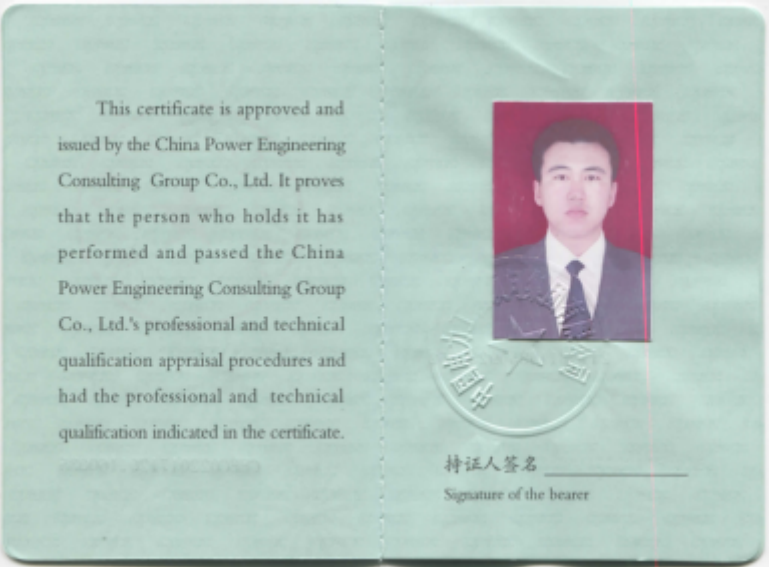 This certificate is approved and
issued by the China Power Engineering
Consulting Group Co., Ltd. It proves
that the person who holds it has
performed and passed the China
Power Engineering Consulting Group
Co., Ltd.'s professional and technical
qualification appraisal procedures and
had the professional and technical
qualification indicated in the certificate.
持证人签名
Signature of the bearer